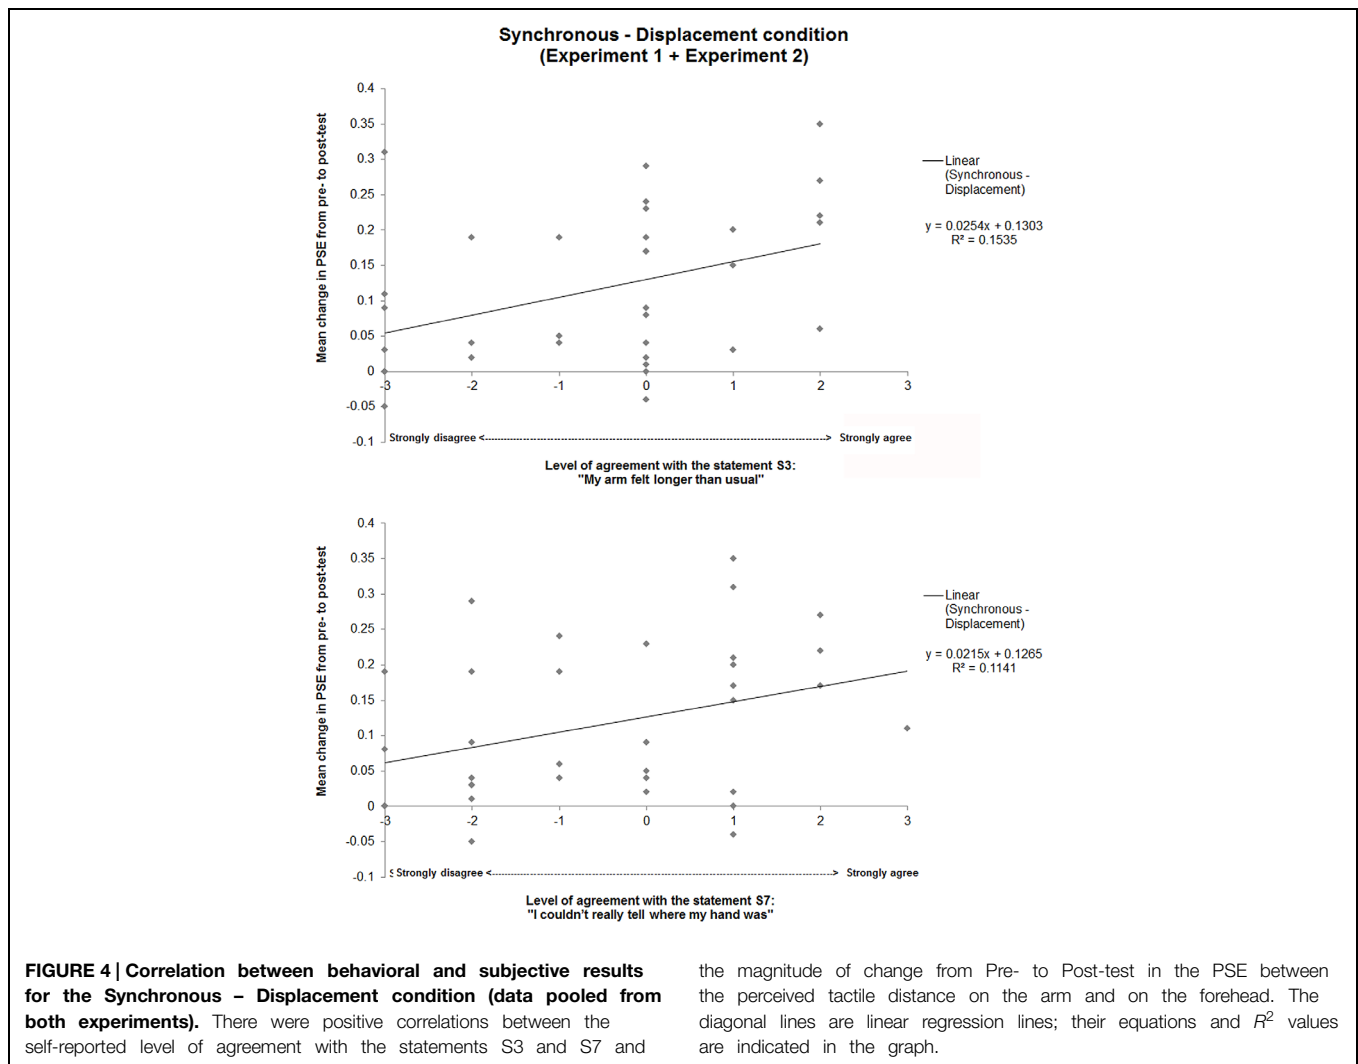 Synchronous - Displacement condition
(Experiment 1 + Experiment 2)
Mean change in PSE from pre- to post-test
0.4
0.35
0.3
0.25
0.2
0.15
0.1
0.05
0
-0.05
-0.1
-3 -2 -1 0 1 2 3
Strongly disagree <----------------------------> Strongly agree
Level of agreement with the statement S3:
"My arm felt longer than usual"
Linear
(Synchronous -
Displacement)
y = 0.0254x + 0.1303
R² = 0.1535
Mean change in PSE from pre- to post-test
0.4
0.35
0.3
0.25
0.2
0.15
0.1
0.05
0
-0.05
-0.1
-3 -2 -1 0 1 2 3
Strongly disagree <----------------------------> Strongly agree
Level of agreement with the statement S7:
"I couldn't really tell where my hand was"
Linear
(Synchronous -
Displacement)
y = 0.0215x + 0.1265
R² = 0.1141
FIGURE 4 | Correlation between behavioral and subjective results
for the Synchronous – Displacement condition (data pooled from
both experiments). There were positive correlations between the
self-reported level of agreement with the statements S3 and S7 and
the magnitude of change from Pre- to Post-test in the PSE between
the perceived tactile distance on the arm and on the forehead. The
diagonal lines are linear regression lines; their equations and R² values
are indicated in the graph.